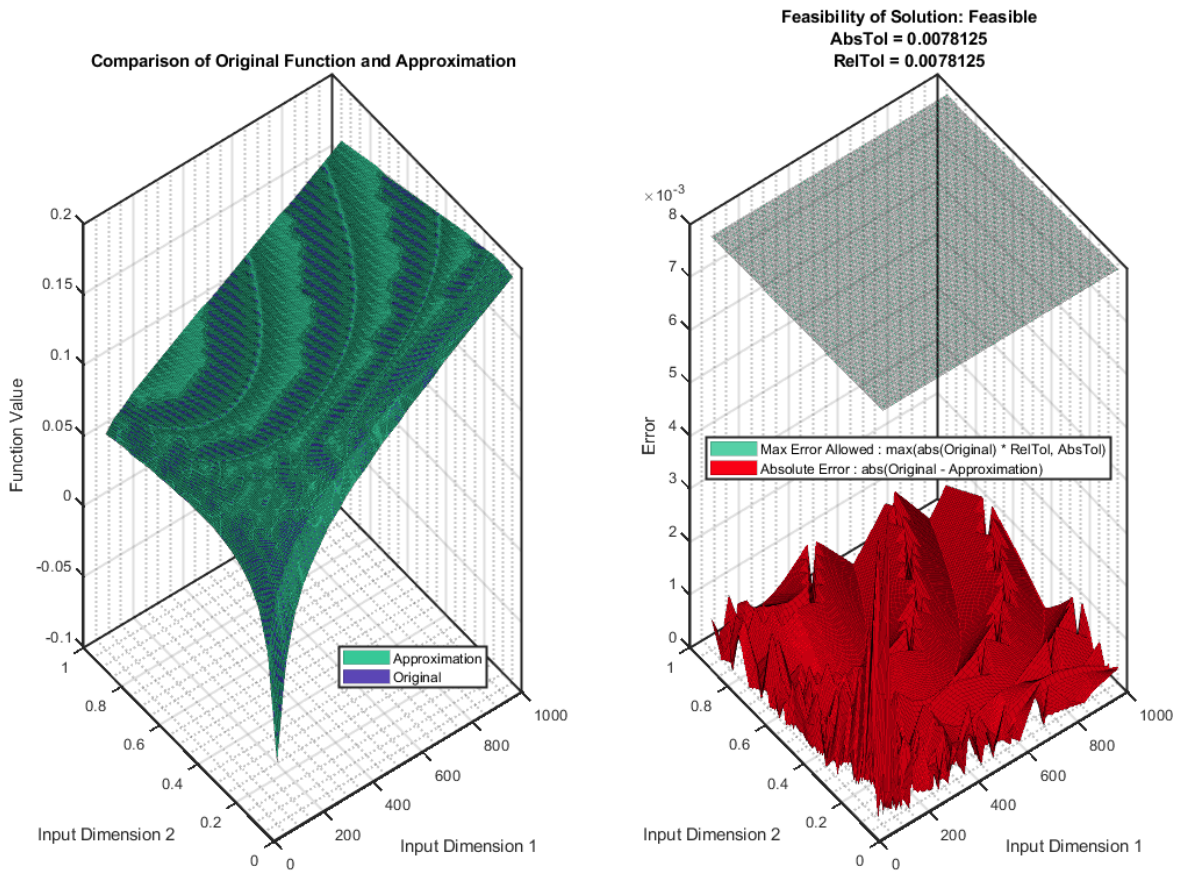 Comparison of Original Function and Approximation
Function Value
0.2
0.15
0.1
0.05
0
-0.05
-0.1
1
0.8
0.6
0.4
0.2
0
Input Dimension 2
0
200
400
600
800
1000
Input Dimension 1
Approximation
Original
Feasibility of Solution: Feasible
AbsTol = 0.0078125
RelTol = 0.0078125
× 10-3
Error
8
7
6
5
4
3
2
1
0
Max Error Allowed : max(abs(Original) * RelTol, AbsTol)
Absolute Error : abs(Original - Approximation)
1
0.8
0.6
0.4
0.2
0
Input Dimension 2
0
200
400
600
800
1000
Input Dimension 1